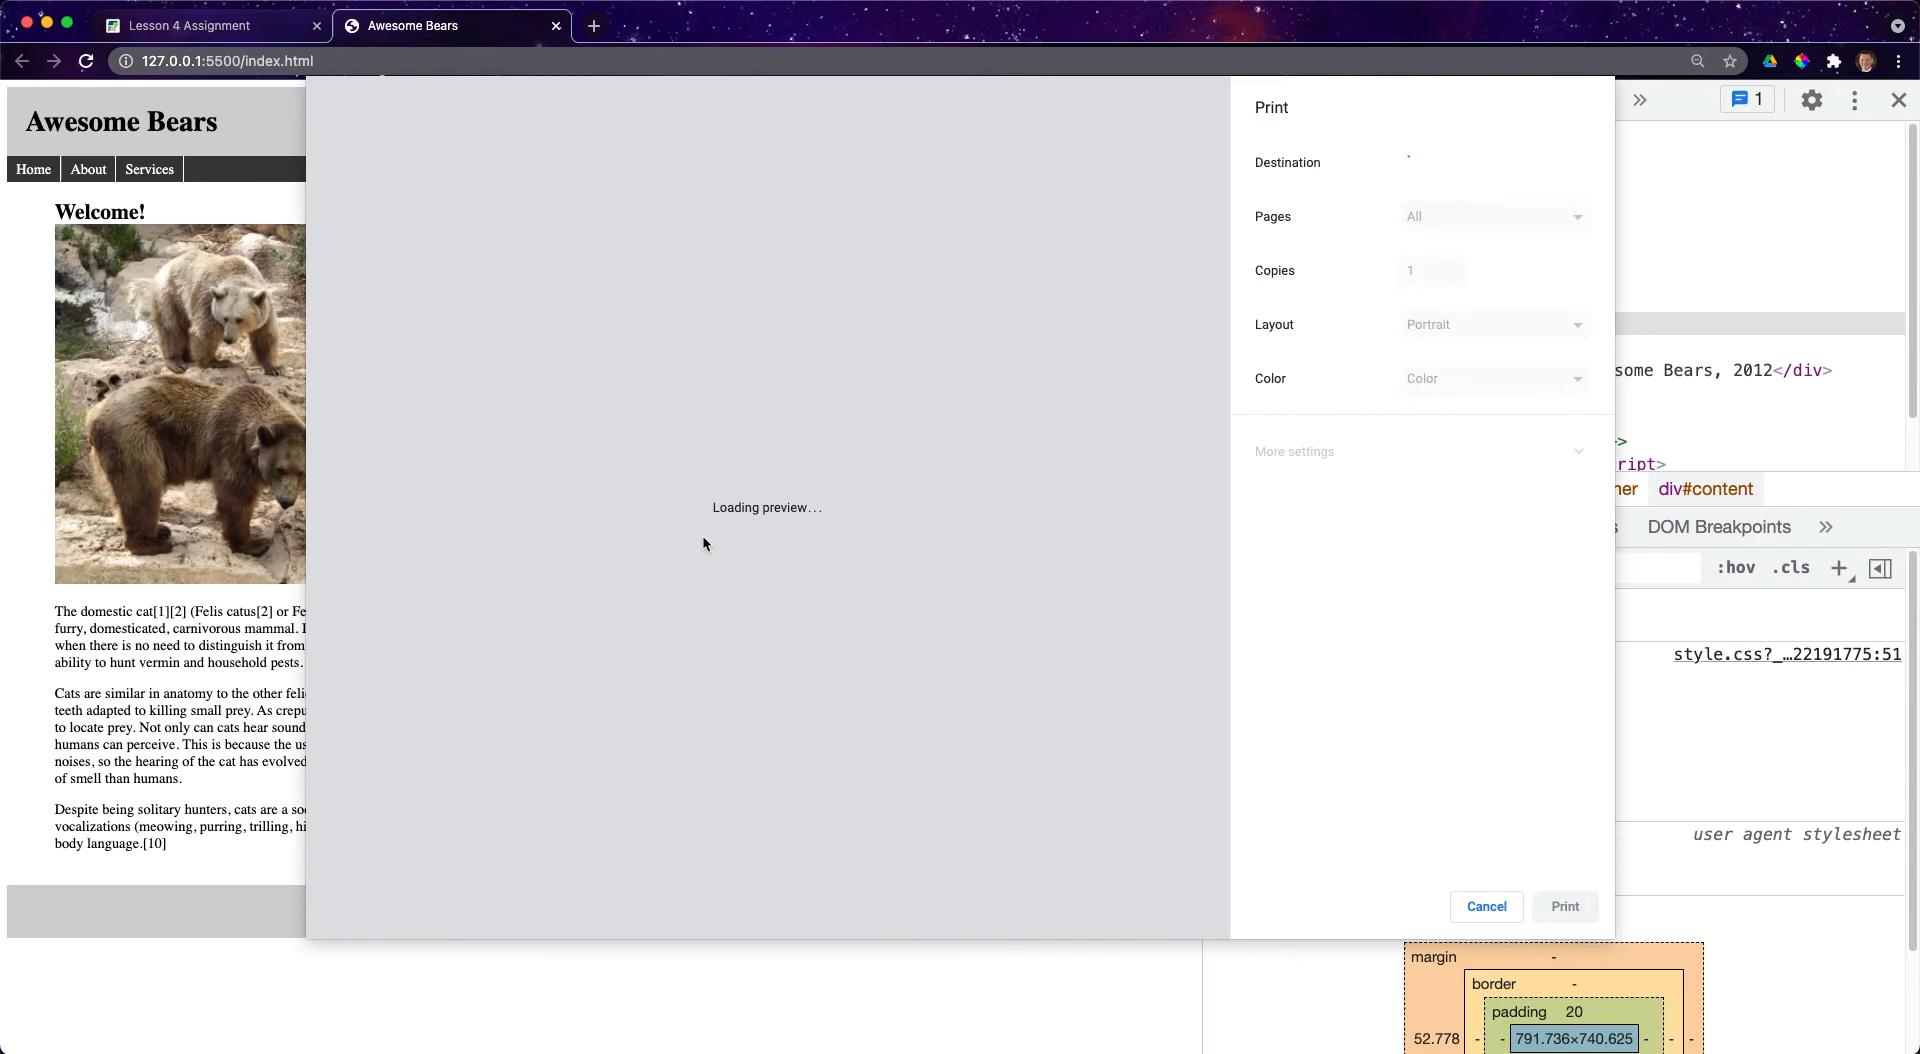 Lesson 4 Assignment
Awesome Bears
127.0.0.1:5500/index.html
1
Awesome Bears
Home
About
Services
Welcome!
The domestic cat[1][2] (Felis catus[2] or Fe
furry, domesticated, carnivorous mammal. I
when there is no need to distinguish it from
ability to hunt vermin and household pests.
Cats are similar in anatomy to the other feli
teeth adapted to killing small prey. As crepu
to locate prey. Not only can cats hear sound
humans can perceive. This is because the us
noises, so the hearing of the cat has evolved
of smell than humans.
Despite being solitary hunters, cats are a so
vocalizations (meowing, purring, trilling, hi
body language.[10]
Loading preview...
Print
Destination
Pages
All
Copies
1
Layout
Portrait
Color
Color
More settings
Cancel
Print
some Bears, 2012</div>
->
ript>
ner
div#content
s
DOM Breakpoints
:hov
.cls
style.css?_…22191775:51
user agent stylesheet
margin
-
border
-
padding
20
52.778
-
-
791.736×740.625
-
-
-